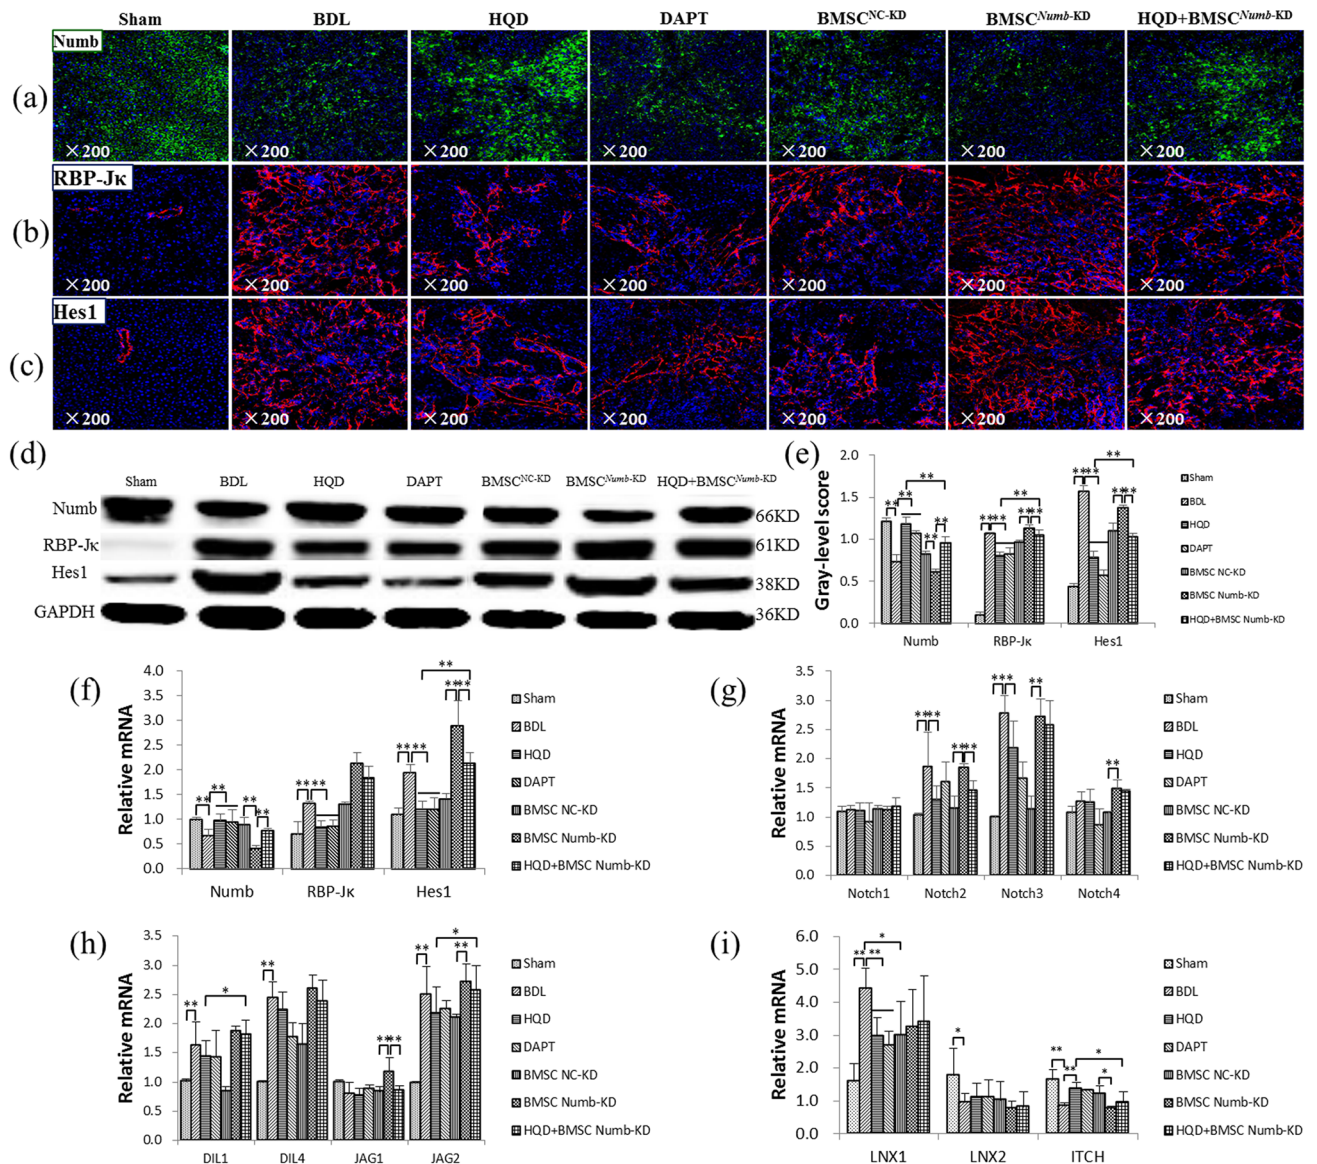 Sham BDL HQD DAPT BMSC^NC-KD BMSC^Numb-KD HQD+BMSC^Numb-KD
(a) Numb
×200 ×200 ×200 ×200 ×200 ×200 ×200
(b) RBP-Jκ
×200 ×200 ×200 ×200 ×200 ×200 ×200
(c) Hes1
×200 ×200 ×200 ×200 ×200 ×200 ×200
(d)
Sham BDL HQD DAPT BMSC^NC-KD BMSC^Numb-KD HQD+BMSC^Numb-KD
Numb 66KD
RBP-Jκ 61KD
Hes1 38KD
GAPDH 36KD
(e)
Gray-level score
2.0
1.5
1.0
0.5
0.0
** ** ** ** **
** ** ** ** **
** ** ** ** **
Numb RBP-Jκ Hes1
Sham
BDL
HQD
DAPT
BMSC NC-KD
BMSC Numb-KD
HQD+BMSC Numb-KD
(f)
Relative mRNA
4.0
3.5
3.0
2.5
2.0
1.5
1.0
0.5
0.0
** ** ** **
** **
** ** ** ** **
Numb RBP-Jκ Hes1
Sham
BDL
HQD
DAPT
BMSC NC-KD
BMSC Numb-KD
HQD+BMSC Numb-KD
(g)
Relative mRNA
3.5
3.0
2.5
2.0
1.5
1.0
0.5
0.0
** ** ** **
*** **
**
Notch1 Notch2 Notch3 Notch4
Sham
BDL
HQD
DAPT
BMSC NC-KD
BMSC Numb-KD
HQD+BMSC Numb-KD
(h)
Relative mRNA
3.5
3.0
2.5
2.0
1.5
1.0
0.5
0.0
** *
**
** **
** * **
DIL1 DIL4 JAG1 JAG2
Sham
BDL
HQD
DAPT
BMSC NC-KD
BMSC Numb-KD
HQD+BMSC Numb-KD
(i)
Relative mRNA
6.0
5.0
4.0
3.0
2.0
1.0
0.0
** ** *
*
** ** * *
LNX1 LNX2 ITCH
Sham
BDL
HQD
DAPT
BMSC NC-KD
BMSC Numb-KD
HQD+BMSC Numb-KD